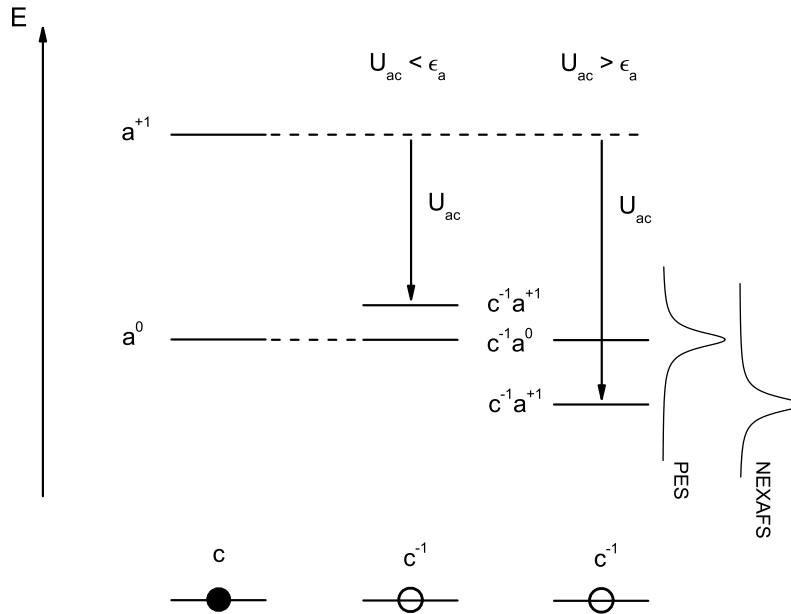 E
U_ac < ϵ_a
U_ac > ϵ_a
a^+1
U_ac
U_ac
c^-1a^+1
a^0
c^-1a^0
c^-1a^+1
PES
NEXAFS
c
c^-1
c^-1